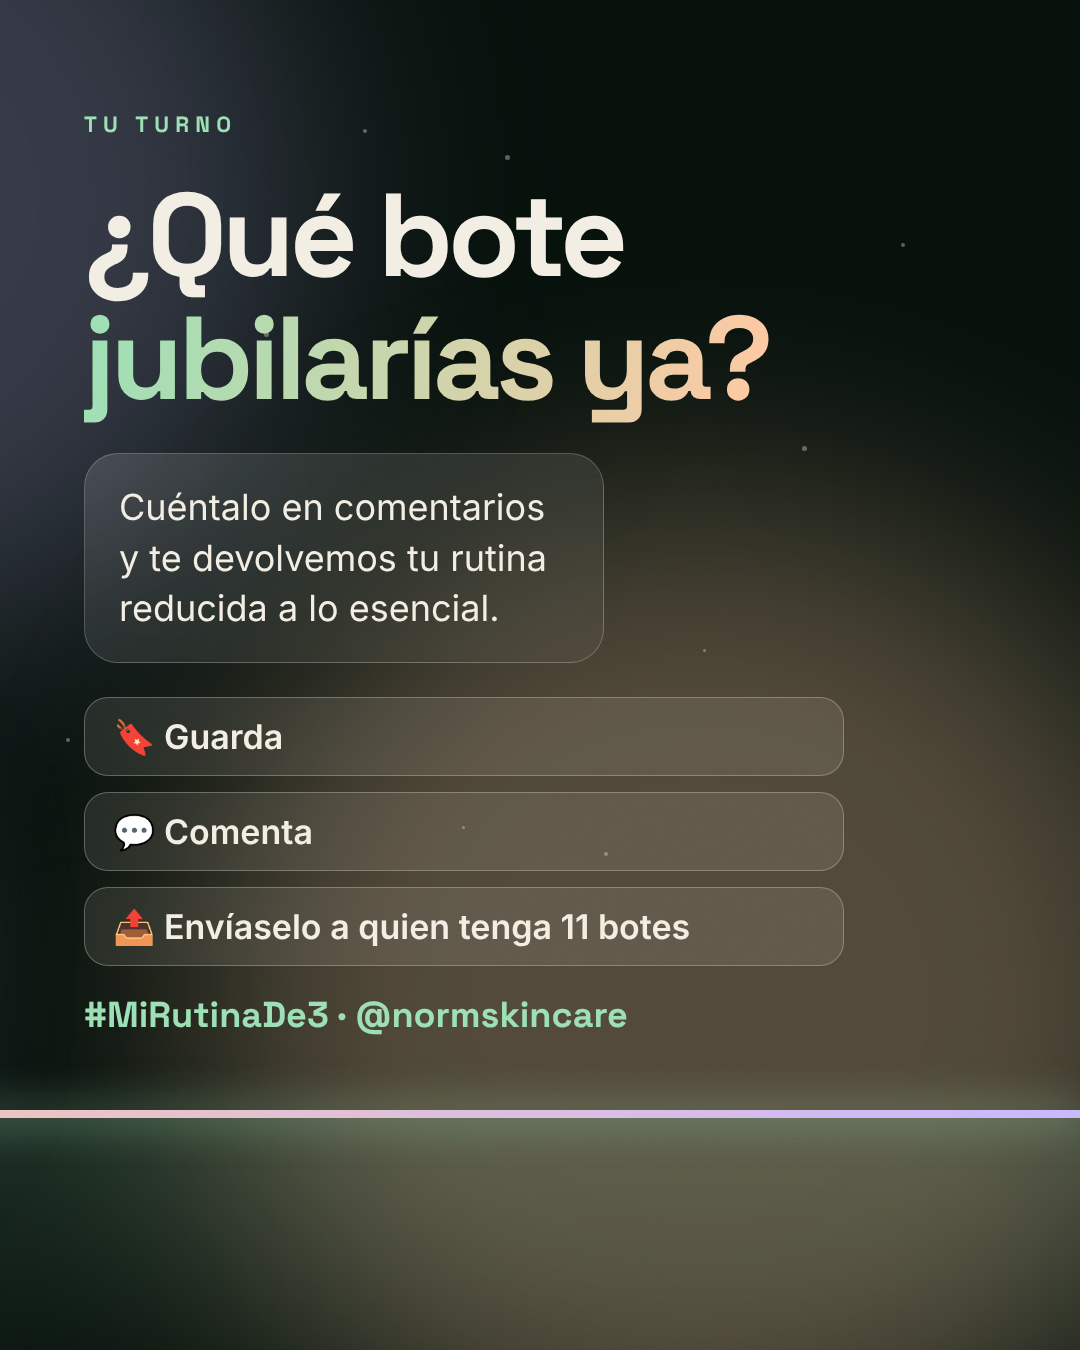 TU TURNO
¿Qué bote
jubilarías ya?
Cuéntalo en comentarios
y te devolvemos tu rutina
reducida a lo esencial.
🔖 Guarda
💬 Comenta
📤 Envíaselo a quien tenga 11 botes
#MiRutinaDe3 · @normskincare